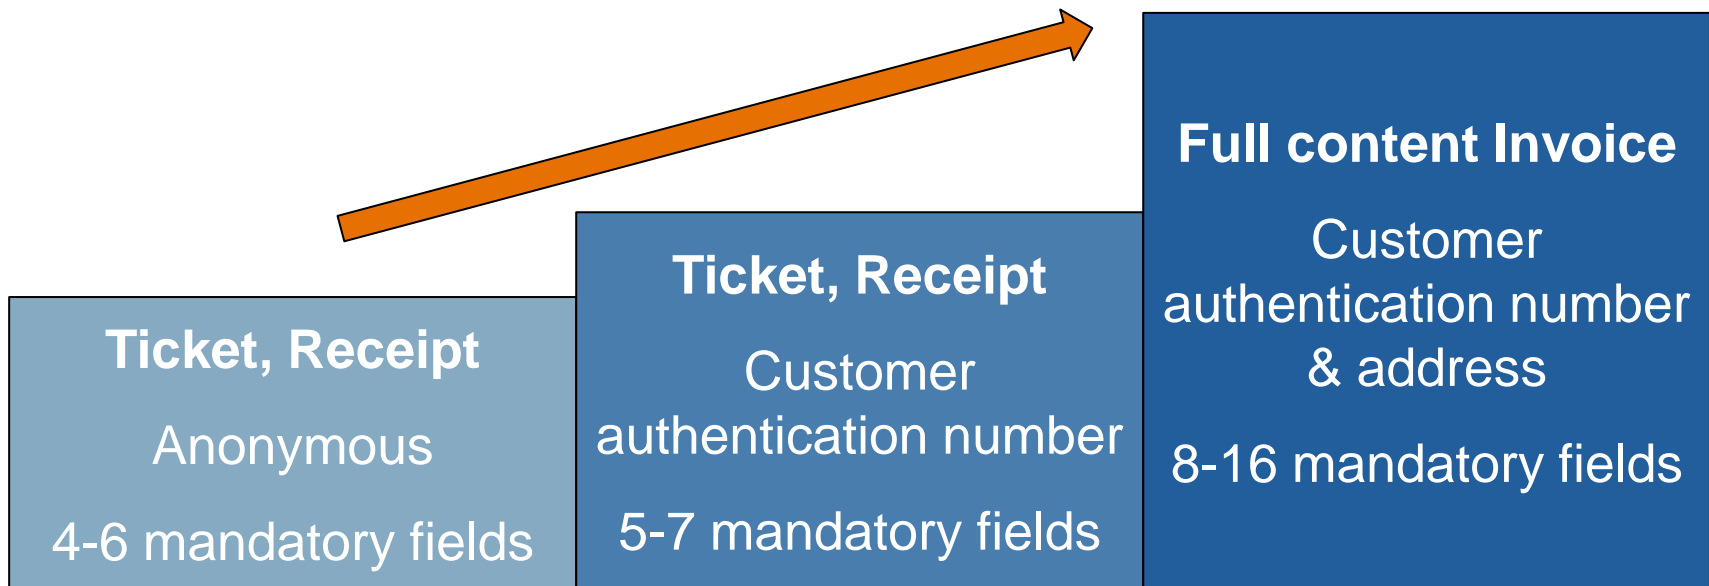 Ticket, Receipt
Anonymous
4-6 mandatory fields
Ticket, Receipt
Customer
authentication number
5-7 mandatory fields
Full content Invoice
Customer
authentication number
& address
8-16 mandatory fields